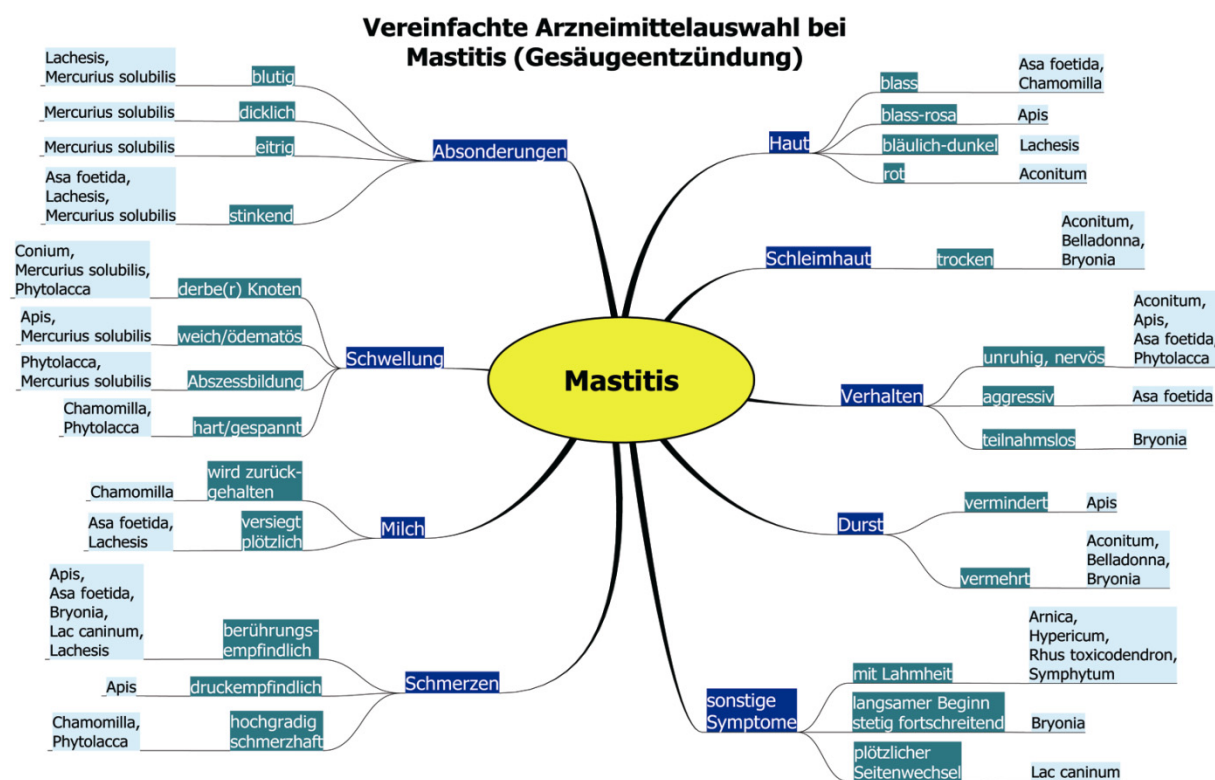 Vereinfachte Arzneimittelauswahl bei
Mastitis (Gesäugeentzündung)
Mastitis
Absonderungen
blutig
Lachesis,
Mercurius solubilis
dicklich
Mercurius solubilis
eitrig
Mercurius solubilis
stinkend
Asa foetida,
Lachesis,
Mercurius solubilis
Schwellung
derbe(r) Knoten
Conium,
Mercurius solubilis,
Phytolacca
weich/ödematös
Apis,
Mercurius solubilis
Abszessbildung
Phytolacca,
Mercurius solubilis
hart/gespannt
Chamomilla,
Phytolacca
Milch
wird zurück-
gehalten
Chamomilla
versiegt
plötzlich
Asa foetida,
Lachesis
Schmerzen
berührungs-
empfindlich
Apis,
Asa foetida,
Bryonia,
Lac caninum,
Lachesis
druckempfindlich
Apis
hochgradig
schmerzhaft
Chamomilla,
Phytolacca
Haut
blass
Asa foetida,
Chamomilla
blass-rosa
Apis
bläulich-dunkel
Lachesis
rot
Aconitum
Schleimhaut
trocken
Aconitum,
Belladonna,
Bryonia
Verhalten
unruhig, nervös
Aconitum,
Apis,
Asa foetida,
Phytolacca
aggressiv
Asa foetida
teilnahmslos
Bryonia
Durst
vermindert
Apis
vermehrt
Aconitum,
Belladonna,
Bryonia
sonstige
Symptome
mit Lahmheit
Arnica,
Hypericum,
Rhus toxicodendron,
Symphytum
langsamer Beginn
stetig fortschreitend
Bryonia
plötzlicher
Seitenwechsel
Lac caninum